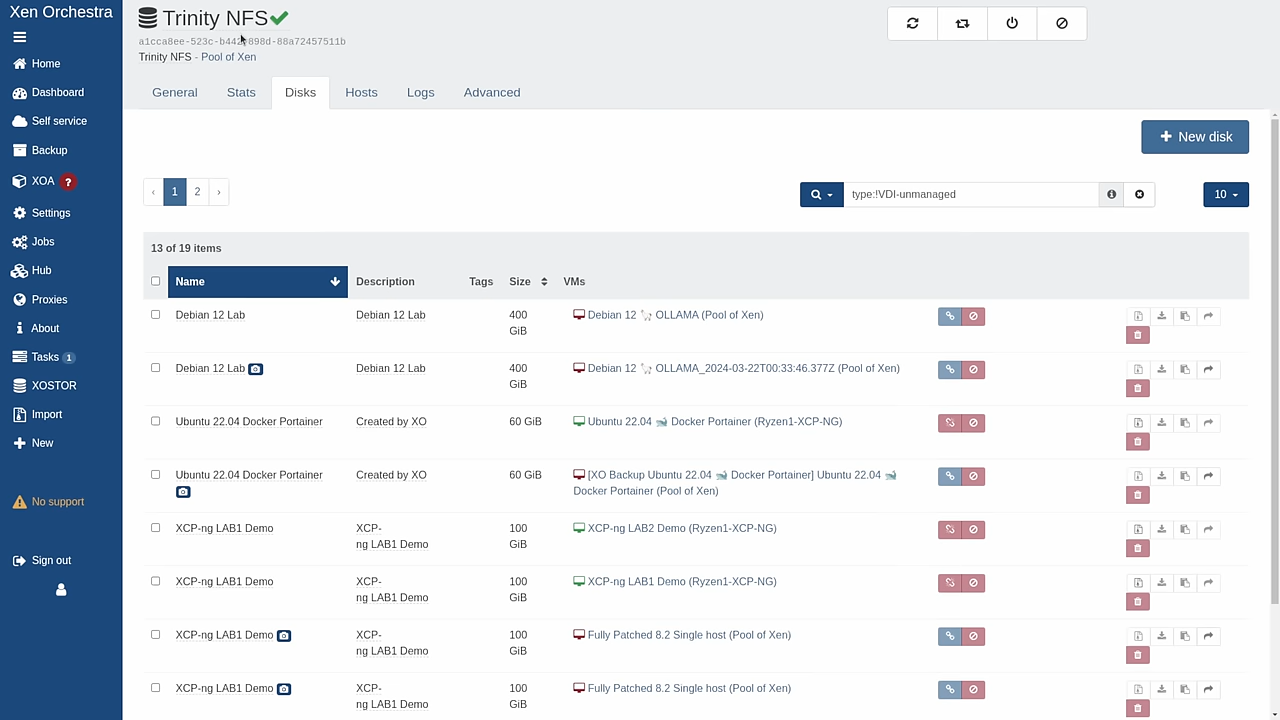 Xen Orchestra
Home
Dashboard
Self service
Backup
XOA ?
Settings
Jobs
Hub
Proxies
About
Tasks 1
XOSTOR
Import
New
No support
Sign out
Trinity NFS
Trinity NFS - Pool of Xen
General Stats Disks Hosts Logs Advanced
New disk
‹ 1 2 ›
type:!VDI-unmanaged
10
13 of 19 items
Name Description Tags Size VMs
Debian 12 Lab Debian 12 Lab 400 GiB Debian 12 🦙 OLLAMA (Pool of Xen)
Debian 12 Lab Debian 12 Lab 400 GiB Debian 12 🦙 OLLAMA_2024-03-22T00:33:46.377Z (Pool of Xen)
Ubuntu 22.04 Docker Portainer Created by XO 60 GiB Ubuntu 22.04 🐋 Docker Portainer (Ryzen1-XCP-NG)
Ubuntu 22.04 Docker Portainer Created by XO 60 GiB [XO Backup Ubuntu 22.04 🐋 Docker Portainer] Ubuntu 22.04 🐋
Docker Portainer (Pool of Xen)
XCP-ng LAB1 Demo XCP-ng LAB1 Demo 100 GiB XCP-ng LAB2 Demo (Ryzen1-XCP-NG)
XCP-ng LAB1 Demo XCP-ng LAB1 Demo 100 GiB XCP-ng LAB1 Demo (Ryzen1-XCP-NG)
XCP-ng LAB1 Demo XCP-ng LAB1 Demo 100 GiB Fully Patched 8.2 Single host (Pool of Xen)
XCP-ng LAB1 Demo XCP-ng LAB1 Demo 100 GiB Fully Patched 8.2 Single host (Pool of Xen)